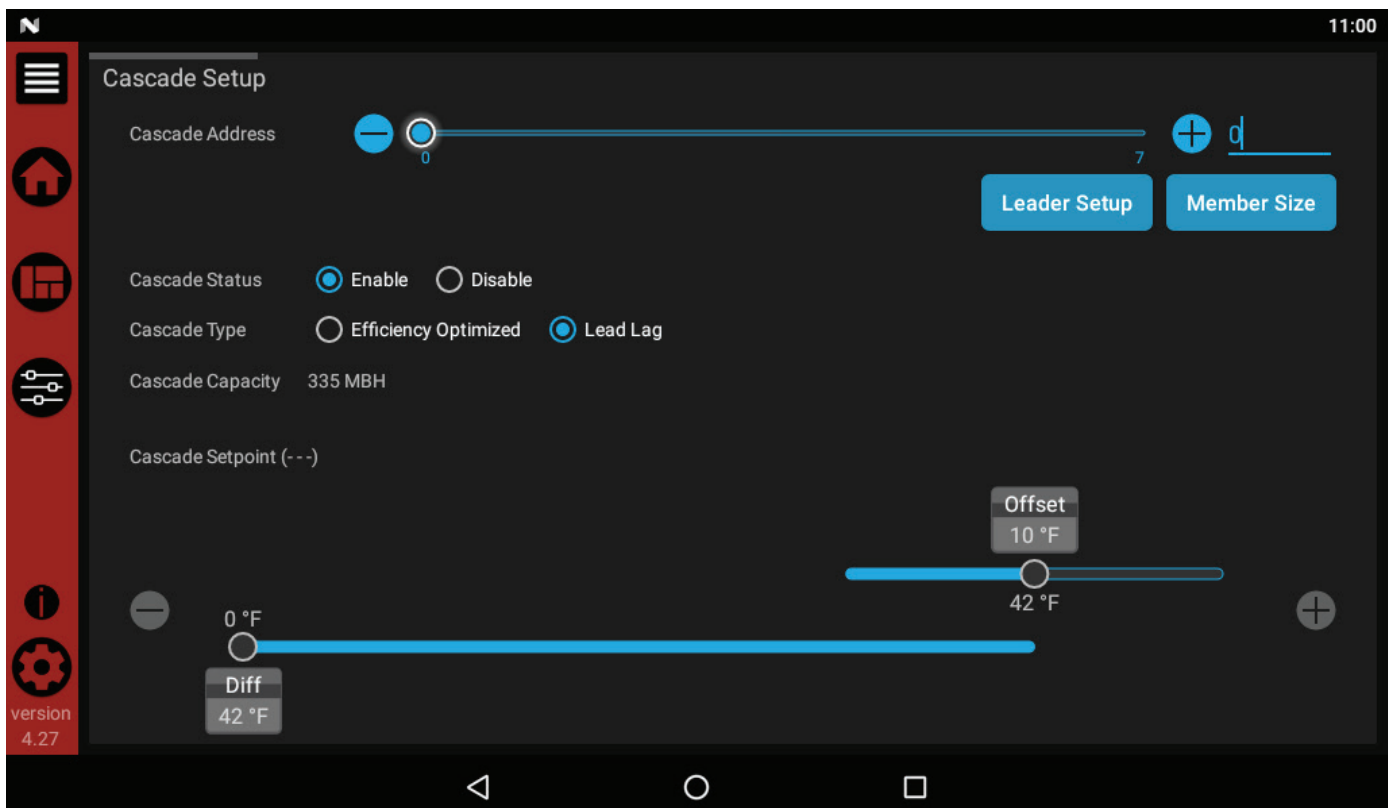 11:00
Cascade Setup
Cascade Address
0
7
0
Leader Setup
Member Size
Cascade Status
Enable
Disable
Cascade Type
Efficiency Optimized
Lead Lag
Cascade Capacity
335 MBH
Cascade Setpoint (---)
Offset
10 °F
42 °F
0 °F
Diff
42 °F
version
4.27